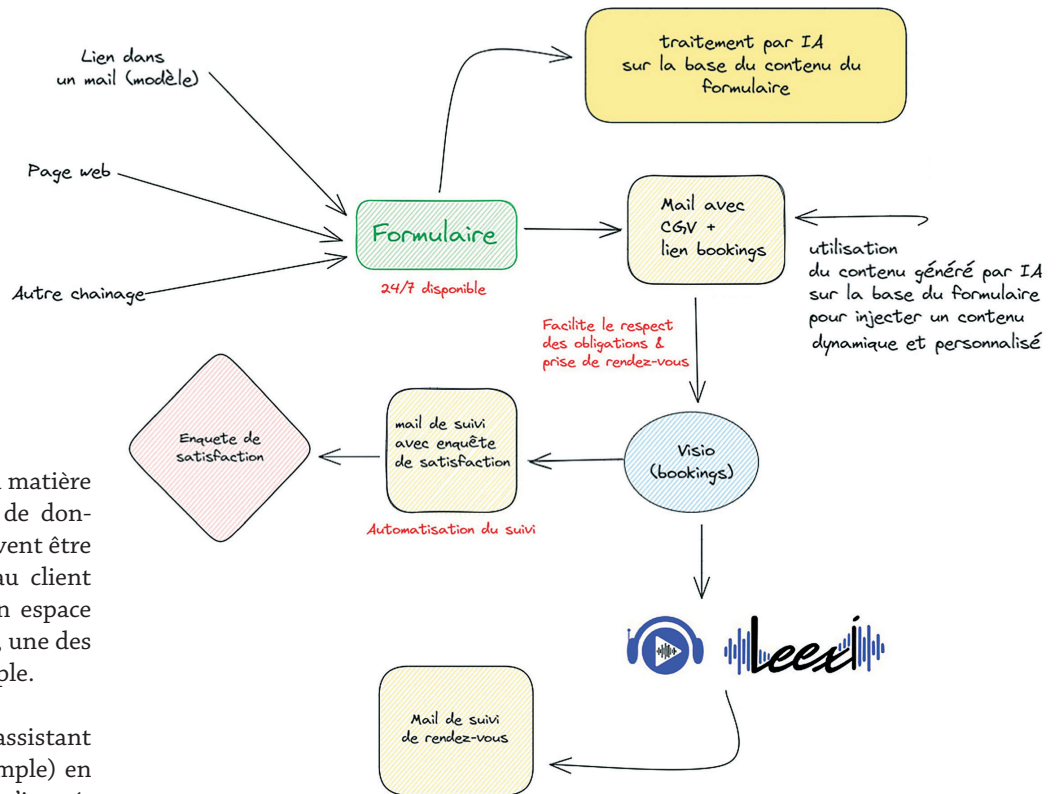 Lien dans
un mail (modèle)
traitement par IA
sur la base du contenu du
formulaire
Page web
Formulaire
24/7 disponible
Mail avec
CGV +
lien bookings
utilisation
du contenu généré par IA
sur la base du formulaire
pour injecter un contenu
dynamique et personnalisé
Autre chainage
Facilite le respect
des obligations &
prise de rendez-vous
Enquete de
satisfaction
mail de suivi
avec enquête
de satisfaction
Automatisation du suivi
Visio
(bookings)
Leexi
Mail de suivi
de rendez-vous
matière
de don-
vent être
au client
n espace
, une des
ple.
assistant
mple) en